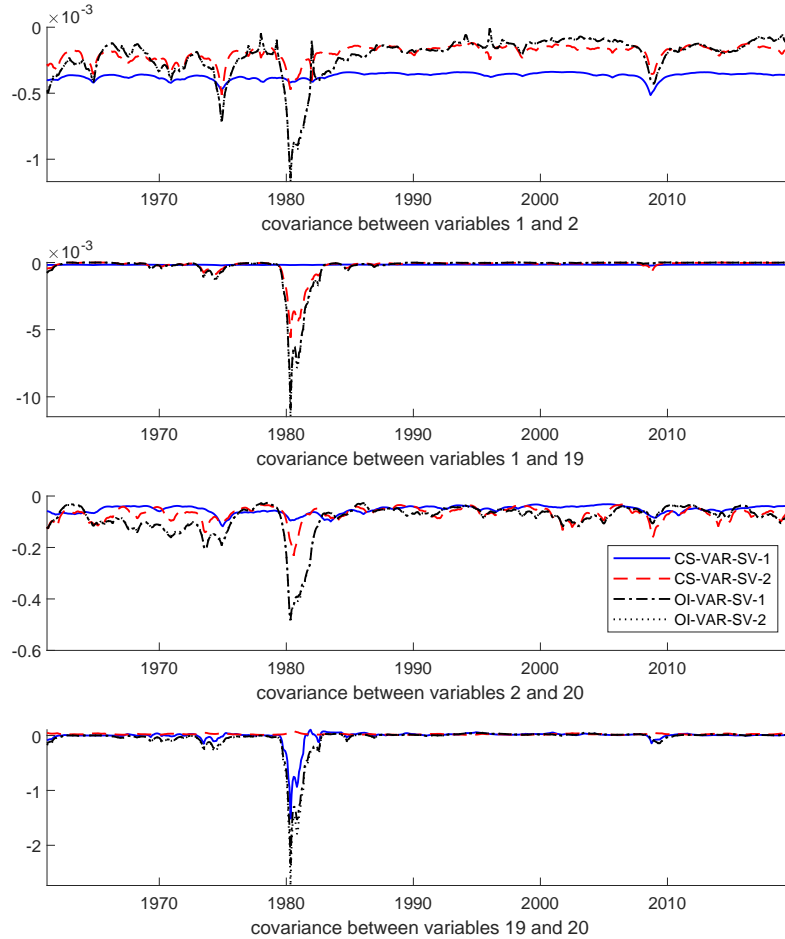 ×10⁻³
0
-0.5
-1
1970 1980 1990 2000 2010
covariance between variables 1 and 2
×10⁻³
0
-5
-10
1970 1980 1990 2000 2010
covariance between variables 1 and 19
0
-0.2
-0.4
-0.6
CS-VAR-SV-1
CS-VAR-SV-2
OI-VAR-SV-1
OI-VAR-SV-2
1970 1980 1990 2000 2010
covariance between variables 2 and 20
0
-1
-2
1970 1980 1990 2000 2010
covariance between variables 19 and 20